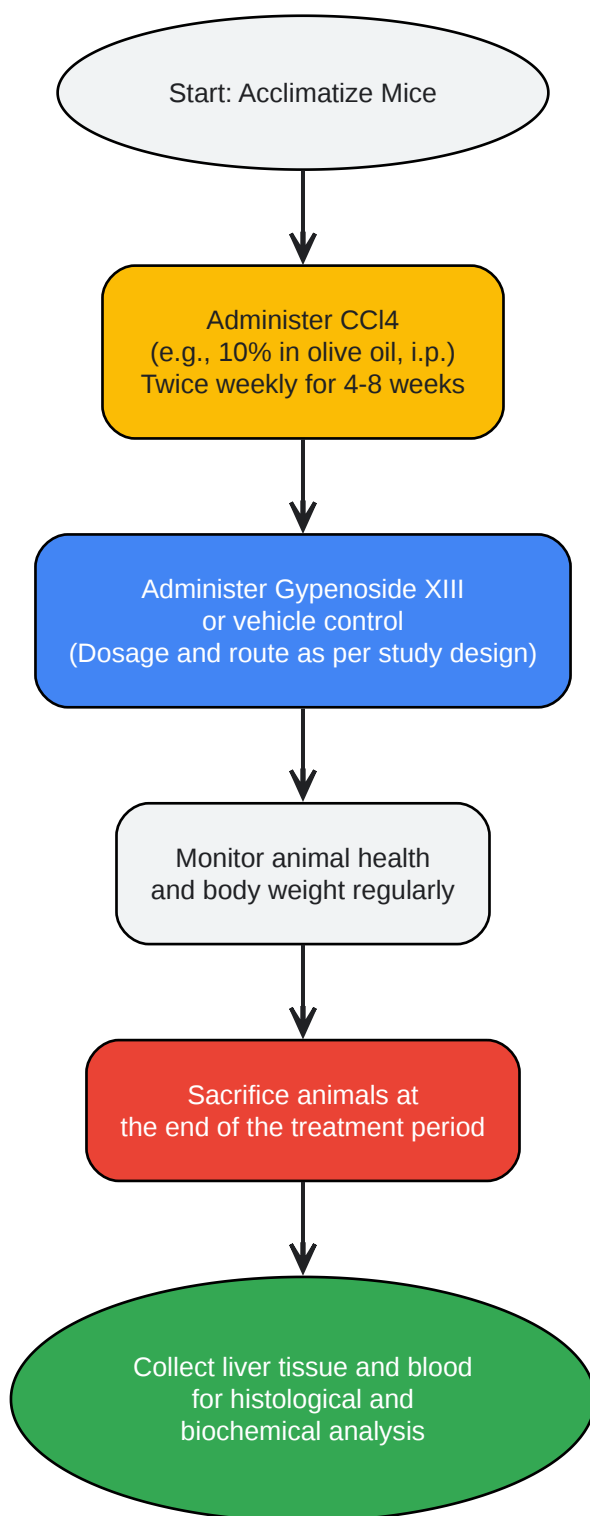 Start: Acclimatize Mice
Administer CCl4
(e.g., 10% in olive oil, i.p.)
Twice weekly for 4-8 weeks
Administer Gypenoside XIII
or vehicle control
(Dosage and route as per study design)
Monitor animal health
and body weight regularly
Sacrifice animals at
the end of the treatment period
Collect liver tissue and blood
for histological and
biochemical analysis